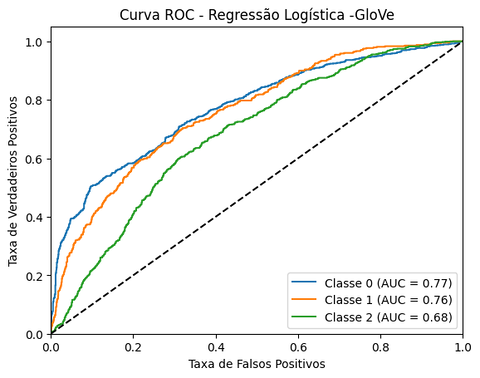 Curva ROC - Regressão Logística -GloVe
Taxa de Verdadeiros Positivos
1.0
0.8
0.6
0.4
0.2
0.0
Classe 0 (AUC = 0.77)
Classe 1 (AUC = 0.76)
Classe 2 (AUC = 0.68)
0.0 0.2 0.4 0.6 0.8 1.0
Taxa de Falsos Positivos